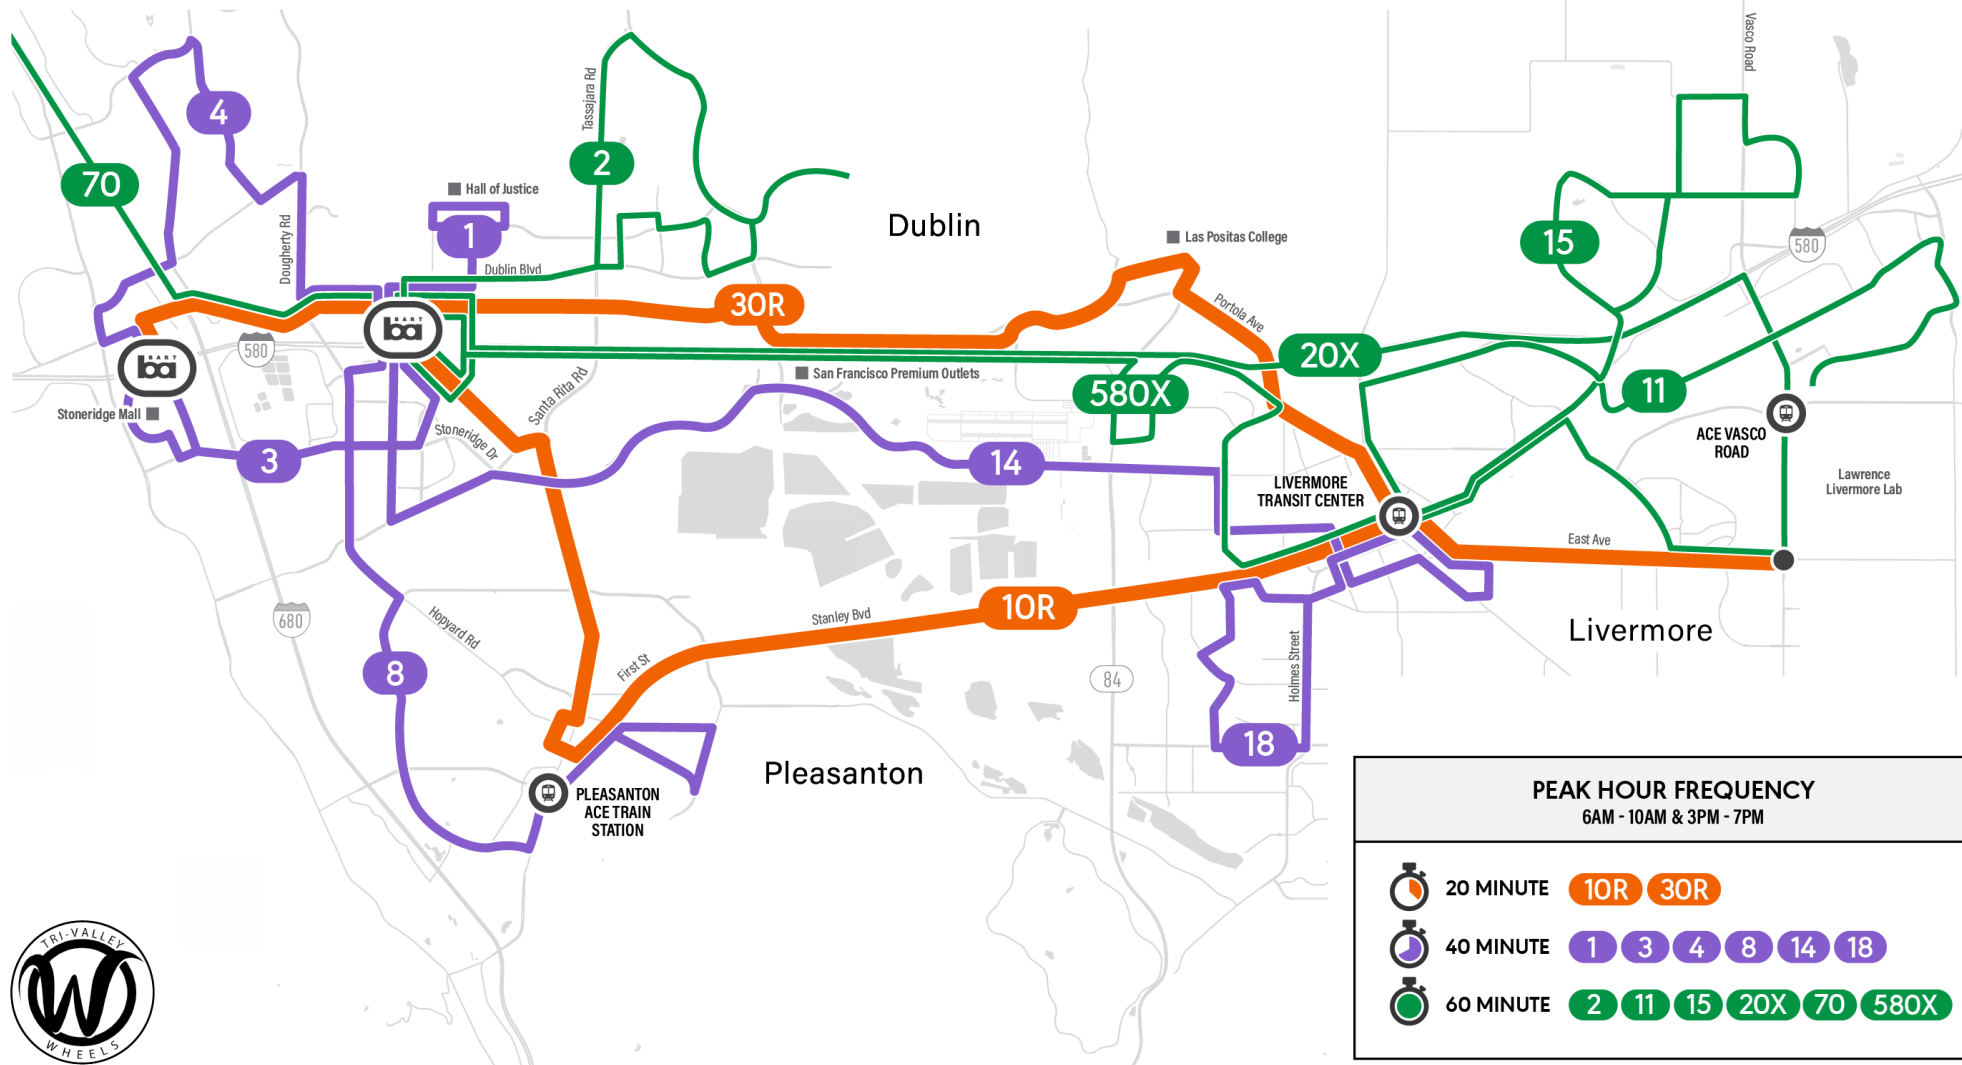 Vasco Road
4
Tassajara Rd
2
70
Hall of Justice
1
Dougherty Rd
Dublin
Las Positas College
15
580
Dublin Blvd
30R
Portola Ave
BART
ba
580
BART
ba
20X
San Francisco Premium Outlets
580X
11
Santa Rita Rd
Stoneridge Mall
Stoneridge Dr
ACE VASCO
ROAD
3
14
LIVERMORE
TRANSIT CENTER
Lawrence
Livermore Lab
East Ave
10R
Stanley Bvd
680
Hopyard Rd
Livermore
First St
8
84
Holmes Street
18
Pleasanton
PLEASANTON
ACE TRAIN
STATION
PEAK HOUR FREQUENCY
6AM - 10AM & 3PM - 7PM
20 MINUTE 10R 30R
40 MINUTE 1 3 4 8 14 18
60 MINUTE 2 11 15 20X 70 580X
TRI-VALLEY
W
WHEELS